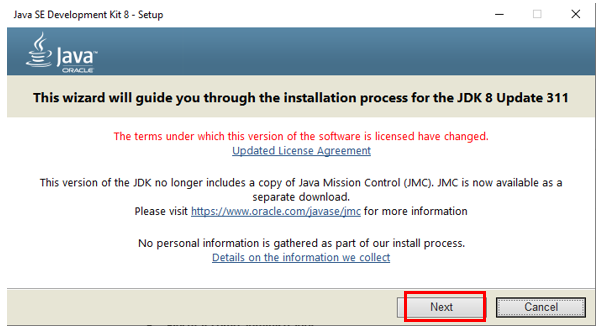 Java SE Development Kit 8 - Setup
Java
ORACLE
This wizard will guide you through the installation process for the JDK 8 Update 311
The terms under which this version of the software is licensed have changed.
Updated License Agreement
This version of the JDK no longer includes a copy of Java Mission Control (JMC). JMC is now available as a
separate download.
Please visit https://www.oracle.com/javase/jmc for more information
No personal information is gathered as part of our install process.
Details on the information we collect
Next
Cancel